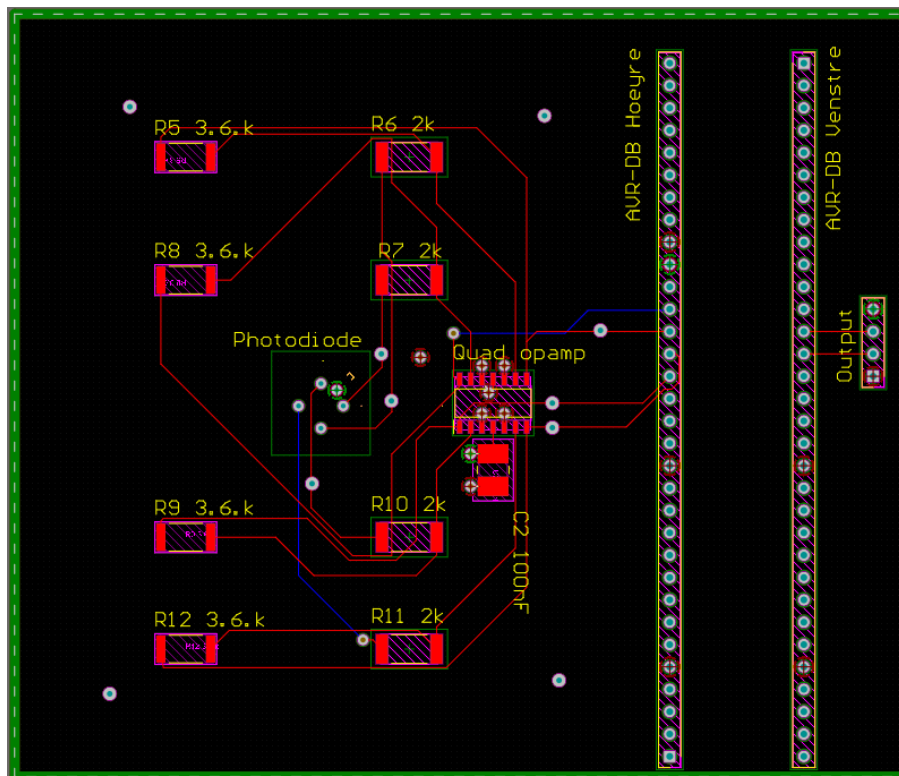 R5 3.6.k
R6 2k
R8 3.6.k
R7 2k
Photodiode
Quad opamp
R9 3.6.k
R10 2k
C2 100nF
R12 3.6.k
R11 2k
AVR-DB Hoeyre
AVR-DB Venstre
Output